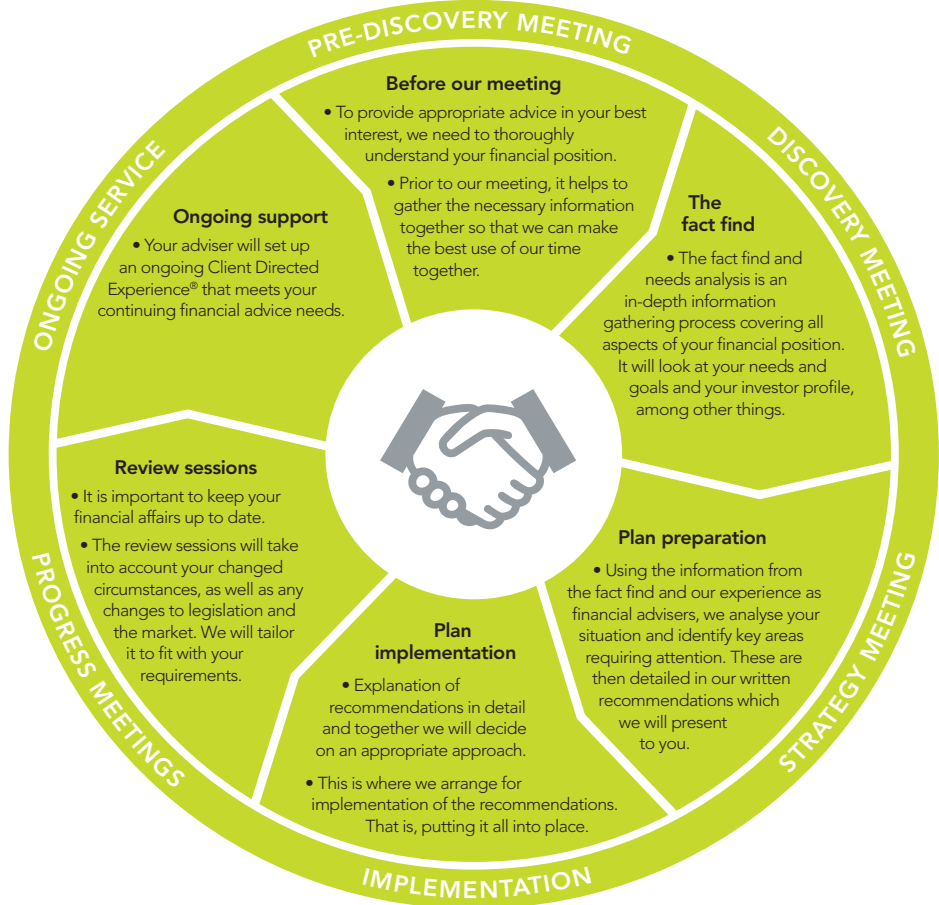 PRE-DISCOVERY MEETING
Before our meeting
• To provide appropriate advice in your best
interest, we need to thoroughly
understand your financial position.
• Prior to our meeting, it helps to
gather the necessary information
together so that we can make
the best use of our time
together.
DISCOVERY MEETING
The
fact find
• The fact find and
needs analysis is an
in-depth information
gathering process covering all
aspects of your financial position.
It will look at your needs and
goals and your investor profile,
among other things.
STRATEGY MEETING
Plan preparation
• Using the information from
the fact find and our experience as
financial advisers, we analyse your
situation and identify key areas
requiring attention. These are
then detailed in our written
recommendations which
we will present
to you.
IMPLEMENTATION
Plan
implementation
• Explanation of
recommendations in detail
and together we will decide
on an appropriate approach.
• This is where we arrange for
implementation of the recommendations.
That is, putting it all into place.
PROGRESS MEETINGS
Review sessions
• It is important to keep your
financial affairs up to date.
• The review sessions will take
into account your changed
circumstances, as well as any
changes to legislation and
the market. We will tailor
it to fit with your
requirements.
ONGOING SERVICE
Ongoing support
• Your adviser will set up
an ongoing Client Directed
Experience® that meets your
continuing financial advice needs.